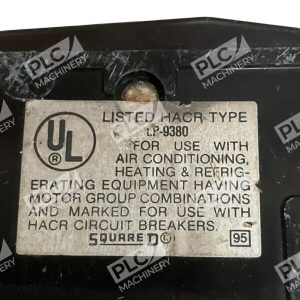 LISTED HACR TYPE
LP-9380
UL
®
FOR USE WITH
AIR CONDITIONING,
HEATING & REFRIG-
ERATING EQUIPMENT HAVING
MOTOR GROUP COMBINATIONS
AND MARKED FOR USE WITH
HACR CIRCUIT BREAKERS.
SQUARE D 95
PLC MACHINERY